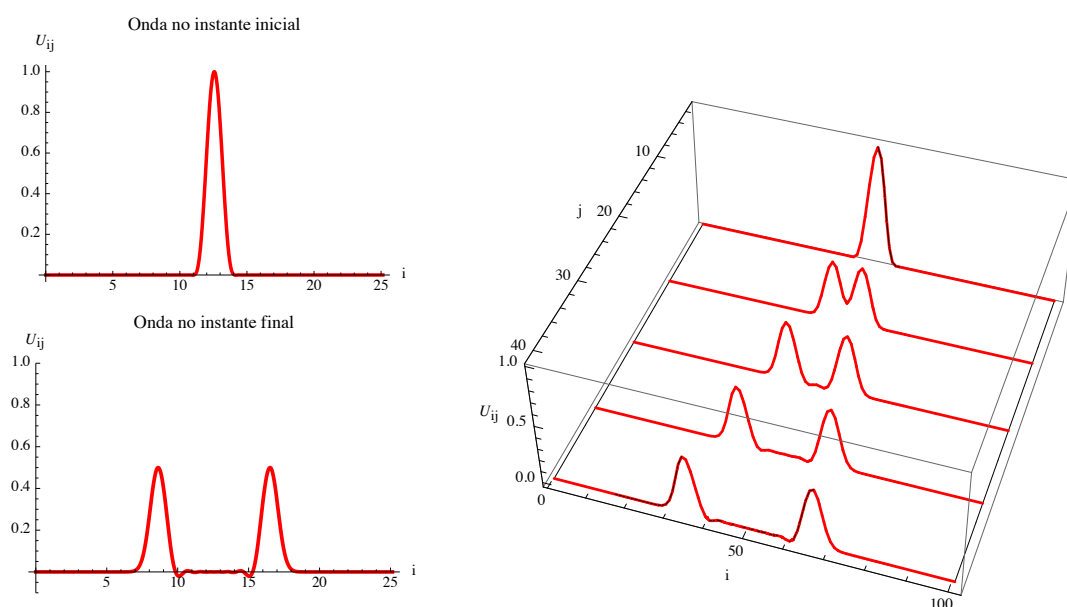 Onda no instante inicial
U_ij
1.0
0.8
0.6
0.4
0.2
5 10 15 20 25 i
Onda no instante final
U_ij
1.0
0.8
0.6
0.4
0.2
0 5 10 15 20 25 i
10
j 20
30
40
1.0
U_ij 0.5
0.0
0 50 100
i